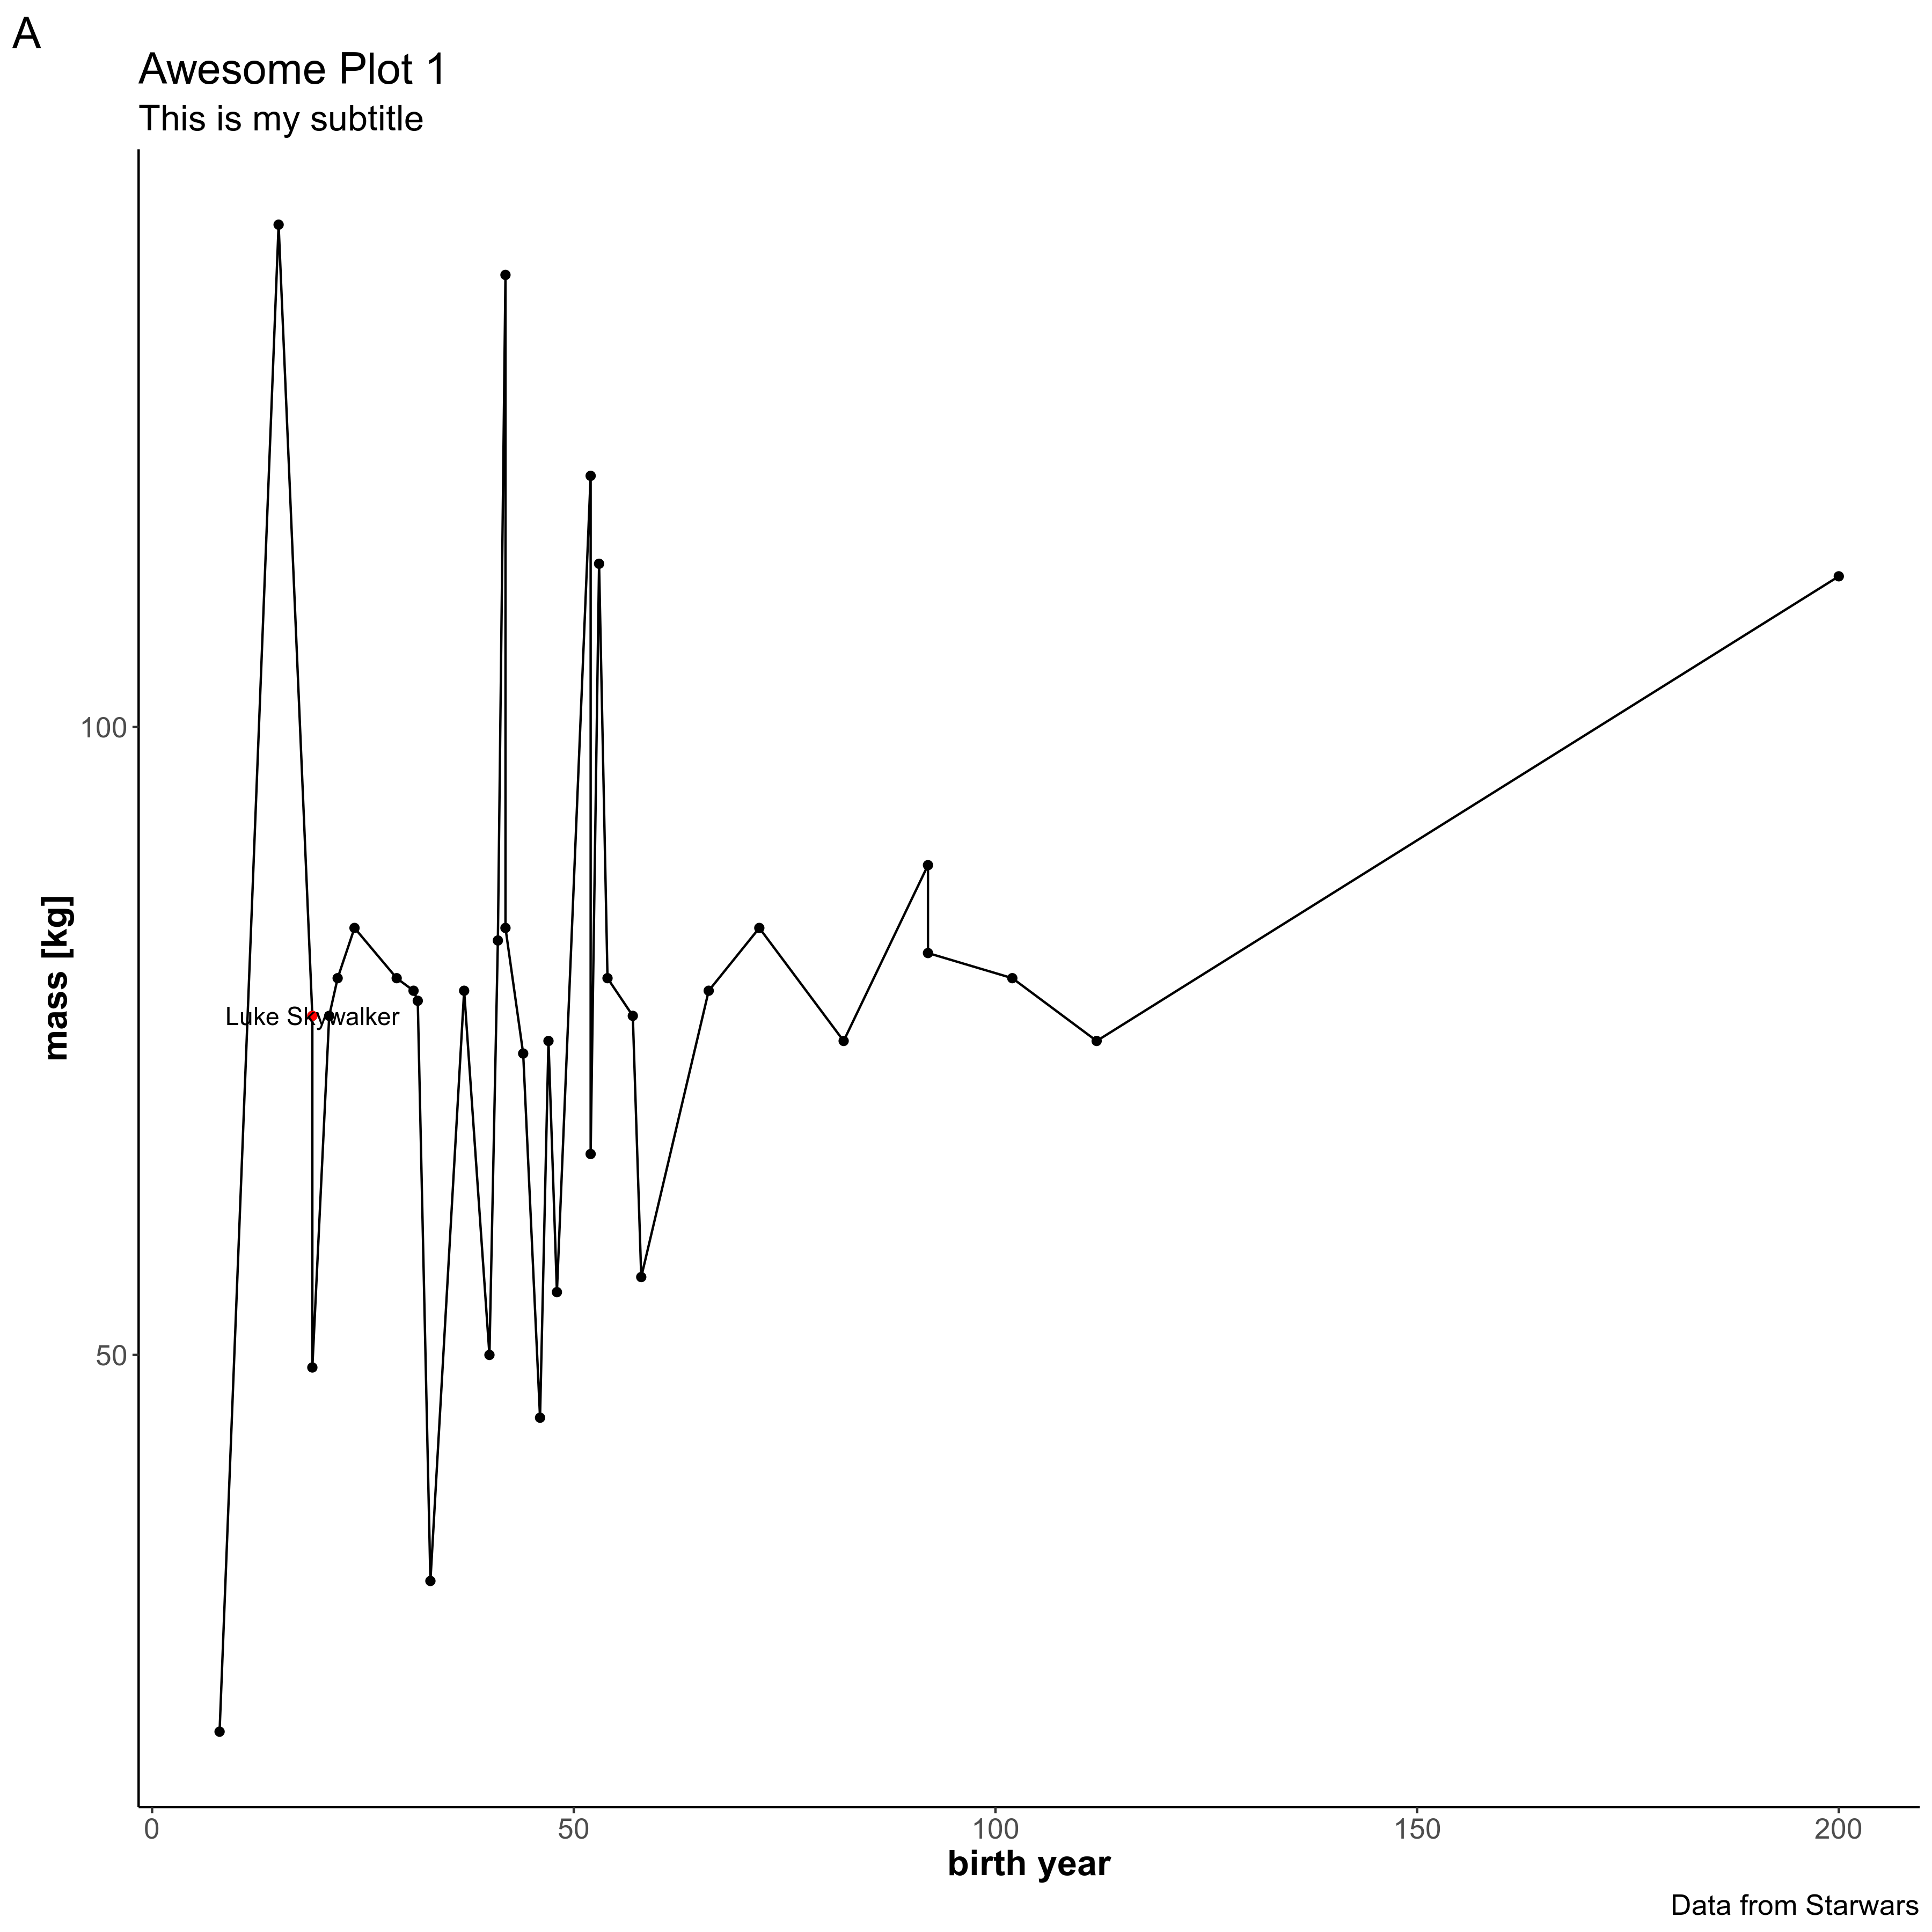 A
Awesome Plot 1
This is my subtitle
100
50
mass [kg]
Luke Skywalker
0 50 100 150 200
birth year
Data from Starwars